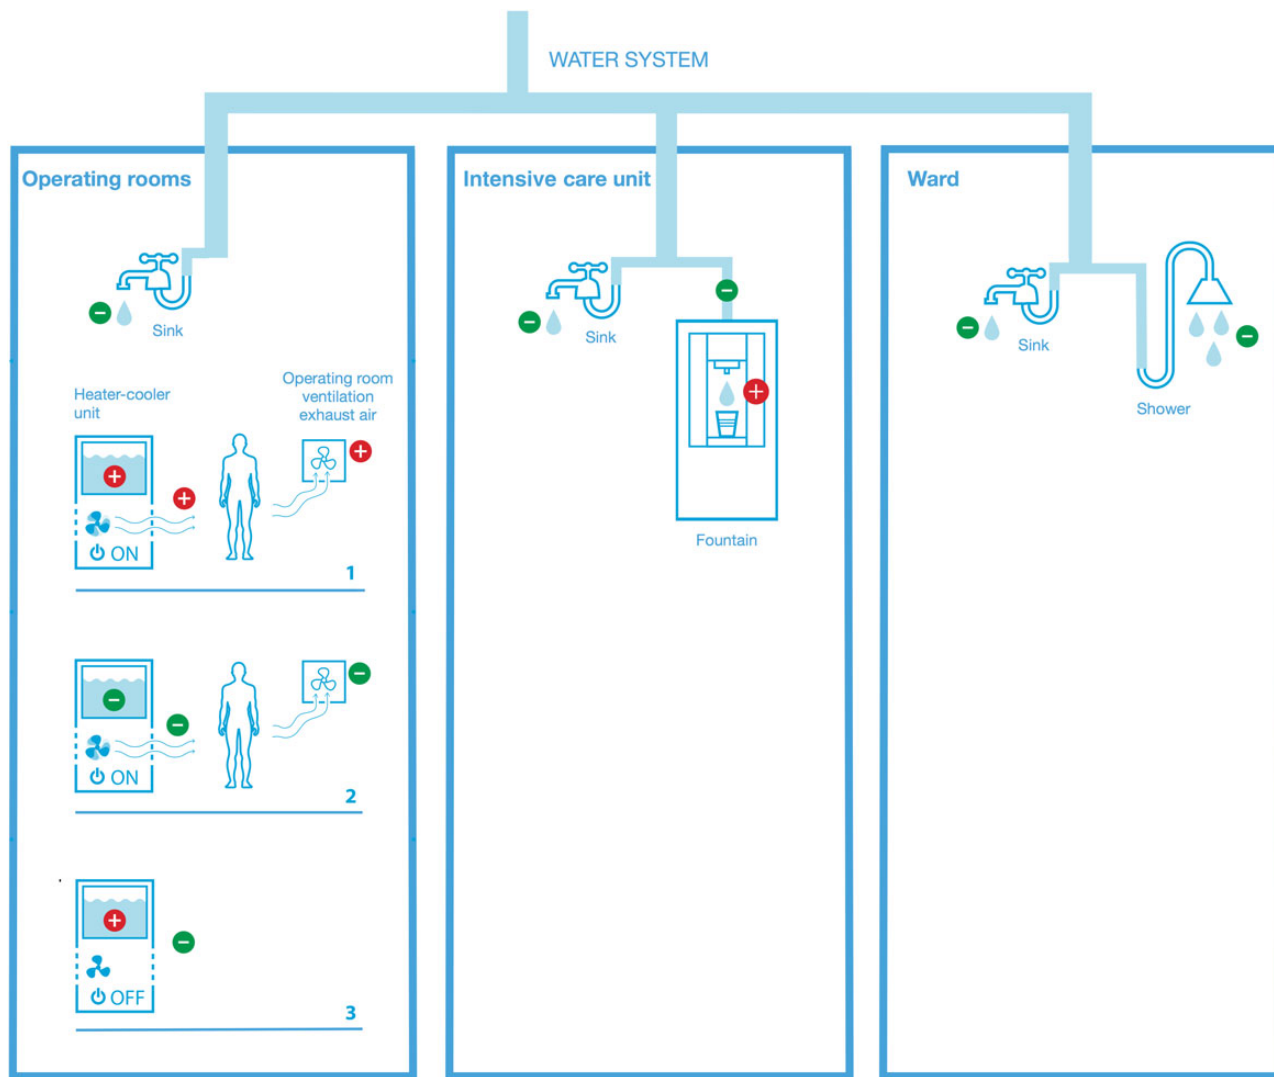 WATER SYSTEM
Operating rooms
Sink
Heater-cooler
unit
Operating room
ventilation
exhaust air
+
+
+
ON
1
−
−
−
ON
2
+
−
OFF
3
−
Intensive care unit
Sink
−
−
+
Fountain
Ward
Sink
−
Shower
−